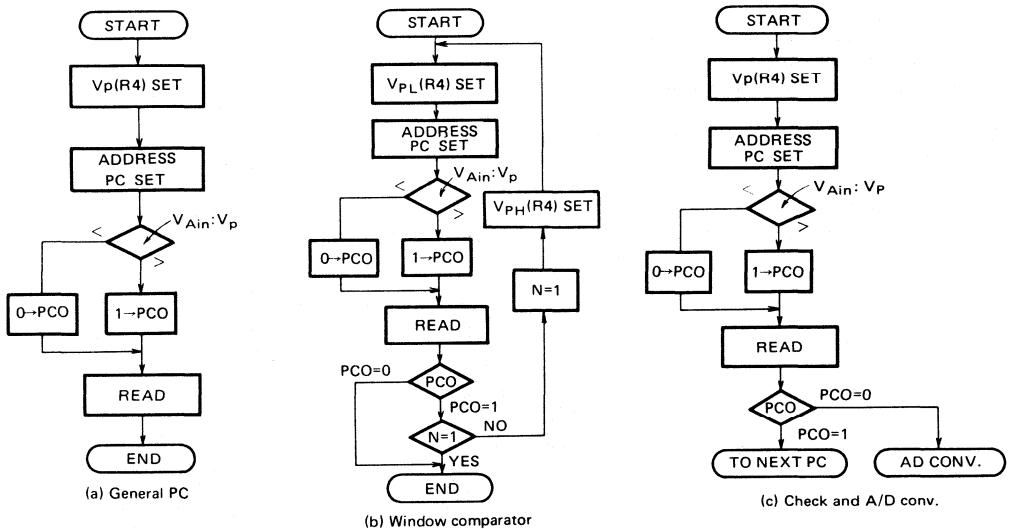 START
Vp(R4) SET
ADDRESS
PC SET
VAin:Vp
<
>
0→PCO
1→PCO
READ
END
(a) General PC
START
VPL(R4) SET
ADDRESS
PC SET
VAin:Vp
<
>
VPH(R4) SET
0→PCO
1→PCO
N=1
READ
PCO=0
PCO
PCO=1
N=1
NO
YES
END
(b) Window comparator
START
Vp(R4) SET
ADDRESS
PC SET
VAin:VP
<
>
0→PCO
1→PCO
READ
PCO
PCO=0
PCO=1
TO NEXT PC
AD CONV.
(c) Check and A/D conv.